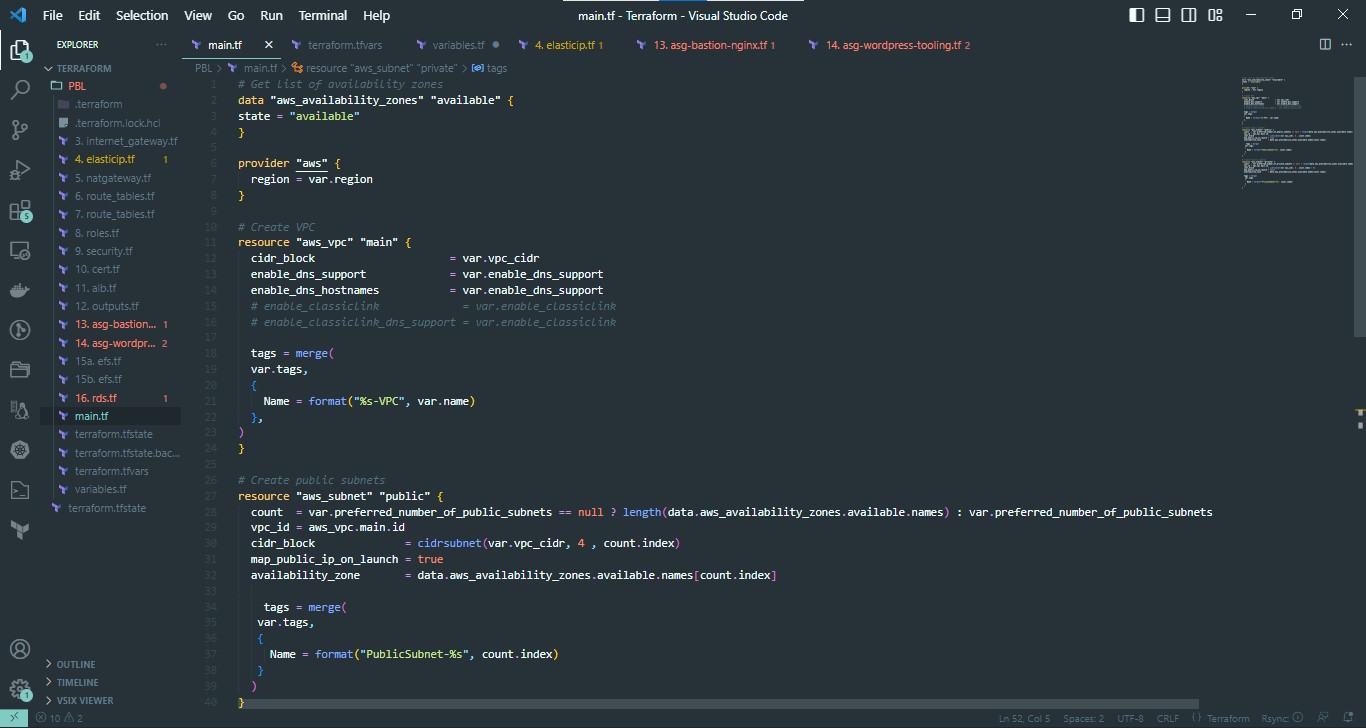 File Edit Selection View Go Run Terminal Help main.tf - Terraform - Visual Studio Code
EXPLORER ...
main.tf terraform.tfvars variables.tf 4. elasticip.tf 1 13. asg-bastion-nginx.tf 1 14. asg-wordpress-tooling.tf 2
PBL > main.tf > resource "aws_subnet" "private" > tags
TERRAFORM
PBL
.terraform
.terraform.lock.hcl
3. internet_gateway.tf
4. elasticip.tf 1
5. natgateway.tf
6. route_tables.tf
7. route_tables.tf
8. roles.tf
9. security.tf
10. cert.tf
11. alb.tf
12. outputs.tf
13. asg-bastion... 1
14. asg-wordpr... 2
15a. efs.tf
15b. efs.tf
16. rds.tf 1
main.tf
terraform.tfstate
terraform.tfstate.bac...
terraform.tfvars
variables.tf
terraform.tfstate
OUTLINE
TIMELINE
VSIX VIEWER
1 # Get list of availability zones
2 data "aws_availability_zones" "available" {
3 state = "available"
4 }
5
6 provider "aws" {
7 region = var.region
8 }
9
10 # Create VPC
11 resource "aws_vpc" "main" {
12 cidr_block = var.vpc_cidr
13 enable_dns_support = var.enable_dns_support
14 enable_dns_hostnames = var.enable_dns_support
15 # enable_classiclink = var.enable_classiclink
16 # enable_classiclink_dns_support = var.enable_classiclink
17
18 tags = merge(
19 var.tags,
20 {
21 Name = format("%s-VPC", var.name)
22 },
23 )
24 }
25
26 # Create public subnets
27 resource "aws_subnet" "public" {
28 count = var.preferred_number_of_public_subnets == null ? length(data.aws_availability_zones.available.names) : var.preferred_number_of_public_subnets
29 vpc_id = aws_vpc.main.id
30 cidr_block = cidrsubnet(var.vpc_cidr, 4 , count.index)
31 map_public_ip_on_launch = true
32 availability_zone = data.aws_availability_zones.available.names[count.index]
33
34 tags = merge(
35 var.tags,
36 {
37 Name = format("PublicSubnet-%s", count.index)
38 }
39 )
40 }
1
5
1
10 2 Ln 52, Col 5 Spaces: 2 UTF-8 CRLF {} Terraform Rsync: